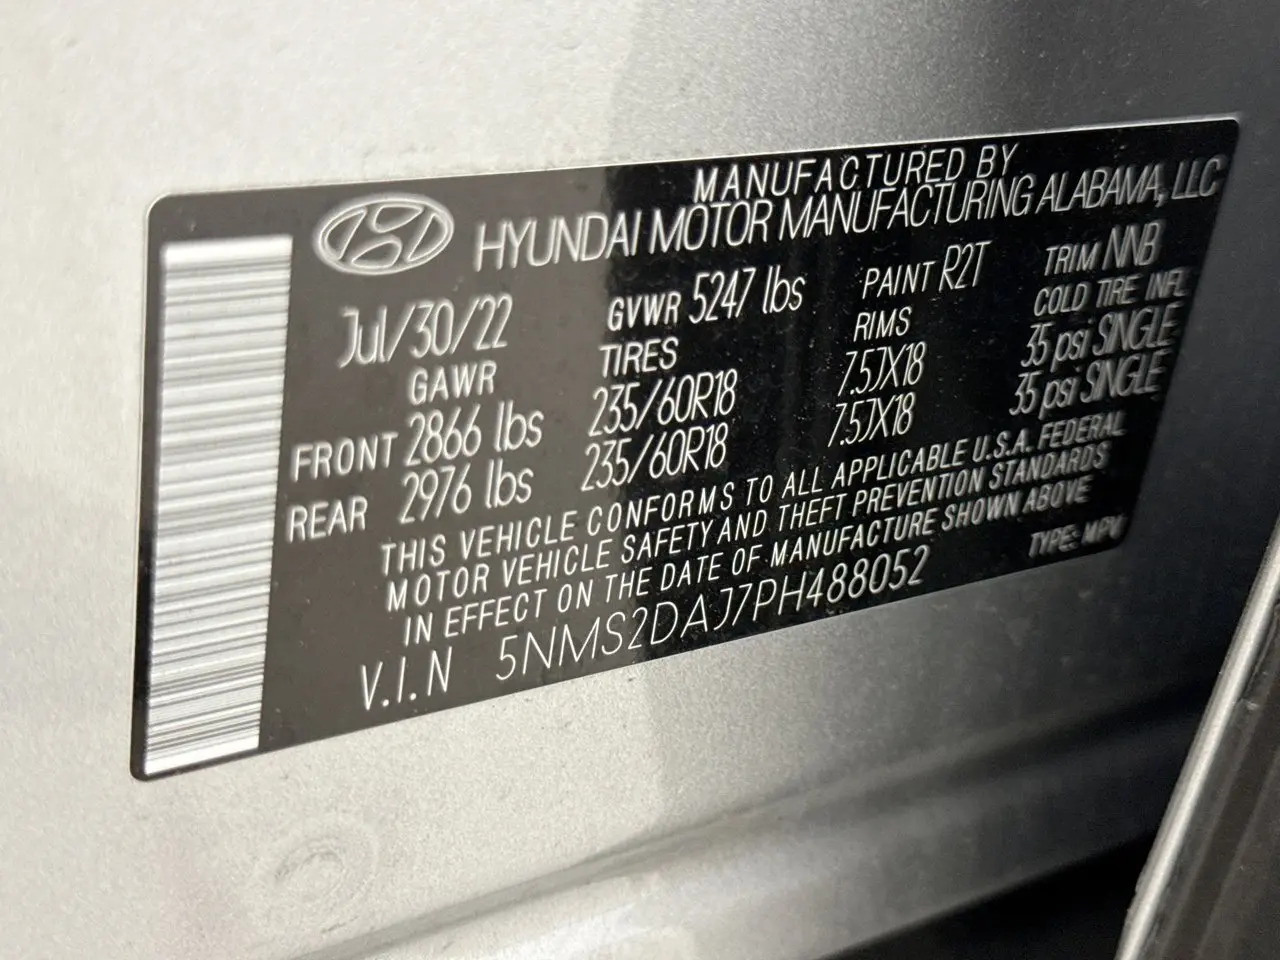 MANUFACTURED BY
HYUNDAI MOTOR MANUFACTURING ALABAMA, LLC
Jul/30/22 GVWR 5247 lbs PAINT R2T TRIM NNB
GAWR TIRES RIMS COLD TIRE INFL
FRONT 2866 lbs 235/60R18 7.5JX18 35 psi SINGLE
REAR 2976 lbs 235/60R18 7.5JX18 35 psi SINGLE
THIS VEHICLE CONFORMS TO ALL APPLICABLE U.S.A. FEDERAL
MOTOR VEHICLE SAFETY AND THEFT PREVENTION STANDARDS
IN EFFECT ON THE DATE OF MANUFACTURE SHOWN ABOVE
V.I.N 5NMS2DAJ7PH488052 TYPE: MPV